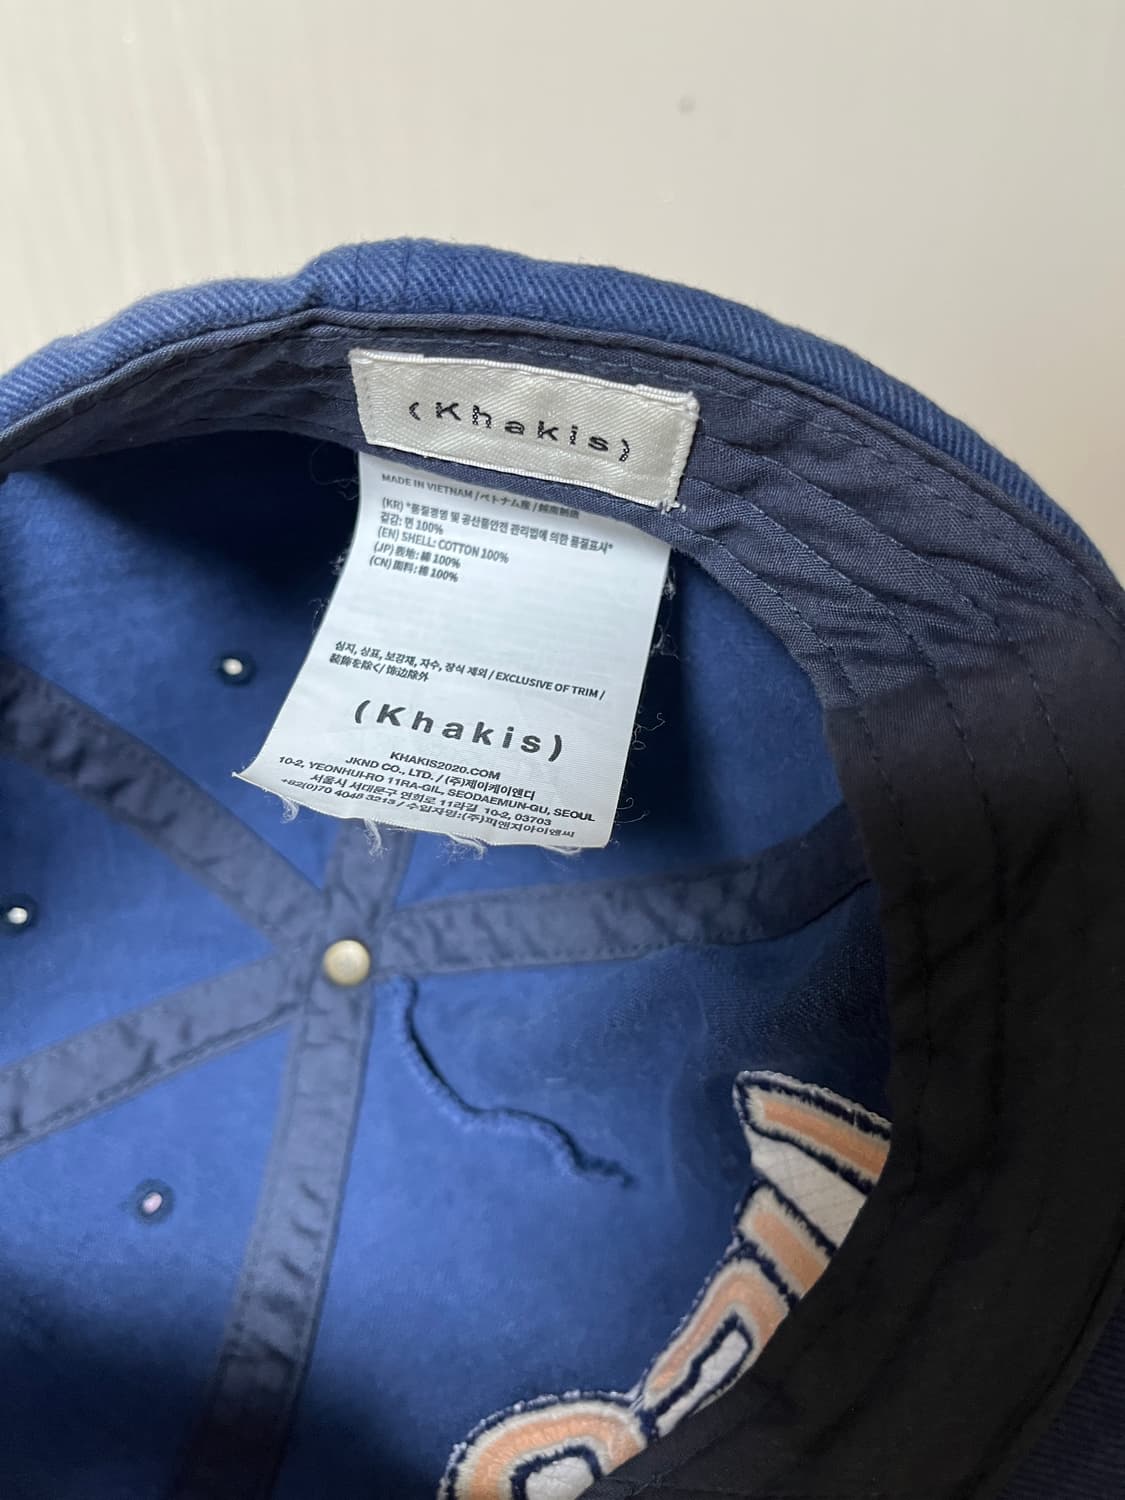 (Khakis)
MADE IN VIETNAM / ベトナム産 / 越南制造
(KR) *품질경영 및 공산품안전 관리법에 의한 품질표시*
겉감: 면 100%
(EN) SHELL: COTTON 100%
(JP) 表地: 綿 100%
(CN) 面料: 棉 100%
심지, 상표, 보강재, 자수, 장식 제외 / EXCLUSIVE OF TRIM /
装飾を除く/ 饰边除外
(Khakis)
KHAKIS2020.COM
JKND CO., LTD. / (주)제이케이앤디
10-2, YEONHUI-RO 11RA-GIL, SEODAEMUN-GU, SEOUL
서울시 서대문구 연희로 11라길 10-2, 03703
+82(0)70 4048 3213 / 수입자명:(주)피앤지아이엔씨